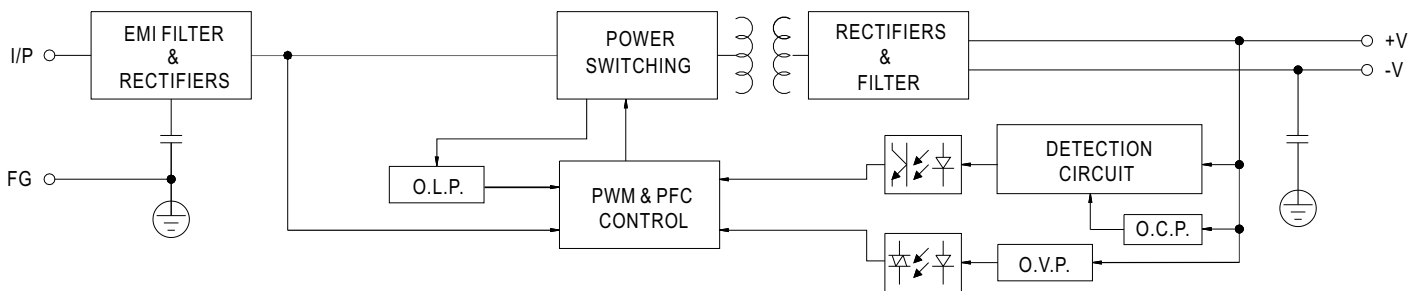 I/P
EMI FILTER
&
RECTIFIERS
POWER
SWITCHING
RECTIFIERS
&
FILTER
+V
-V
FG
O.L.P.
PWM & PFC
CONTROL
DETECTION
CIRCUIT
O.C.P.
O.V.P.